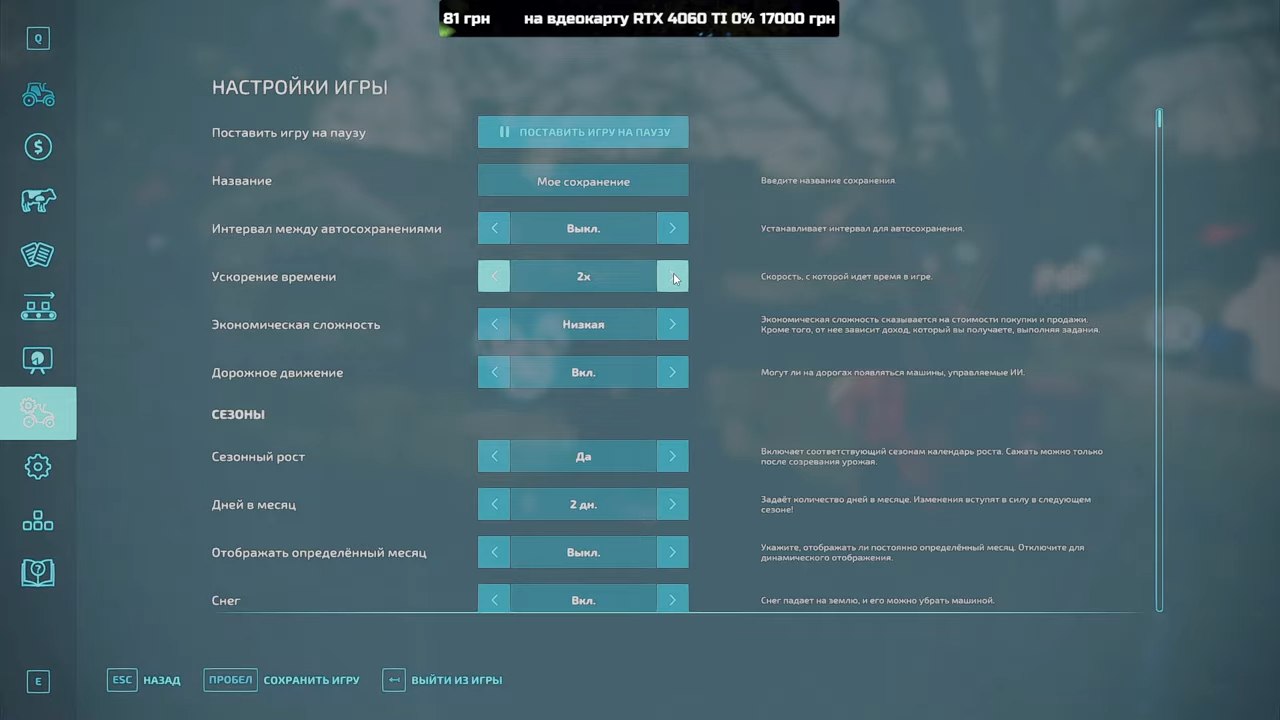 81 грн на вдеокарту RTX 4060 TI 0% 17000 грн
Q
НАСТРОЙКИ ИГРЫ
Поставить игру на паузу
ПОСТАВИТЬ ИГРУ НА ПАУЗУ
Название
Мое сохранение
Введите название сохранения.
Интервал между автосохранениями
Выкл.
Устанавливает интервал для автосохранения.
Ускорение времени
2x
Скорость, с которой идет время в игре.
Экономическая сложность
Низкая
Экономическая сложность сказывается на стоимости покупки и продажи.
Кроме того, от нее зависит доход, который вы получаете, выполняя задания.
Дорожное движение
Вкл.
Могут ли на дорогах появляться машины, управляемые ИИ.
СЕЗОНЫ
Сезонный рост
Да
Включает соответствующий сезонам календарь роста. Сажать можно только
после созревания урожая.
Дней в месяц
2 дн.
Задаёт количество дней в месяце. Изменения вступят в силу в следующем
сезоне!
Отображать определённый месяц
Выкл.
Укажите, отображать ли постоянно определённый месяц. Отключите для
динамического отображения.
Снег
Вкл.
Снег падает на землю, и его можно убрать машиной.
E
ESC НАЗАД ПРОБЕЛ СОХРАНИТЬ ИГРУ ВЫЙТИ ИЗ ИГРЫ